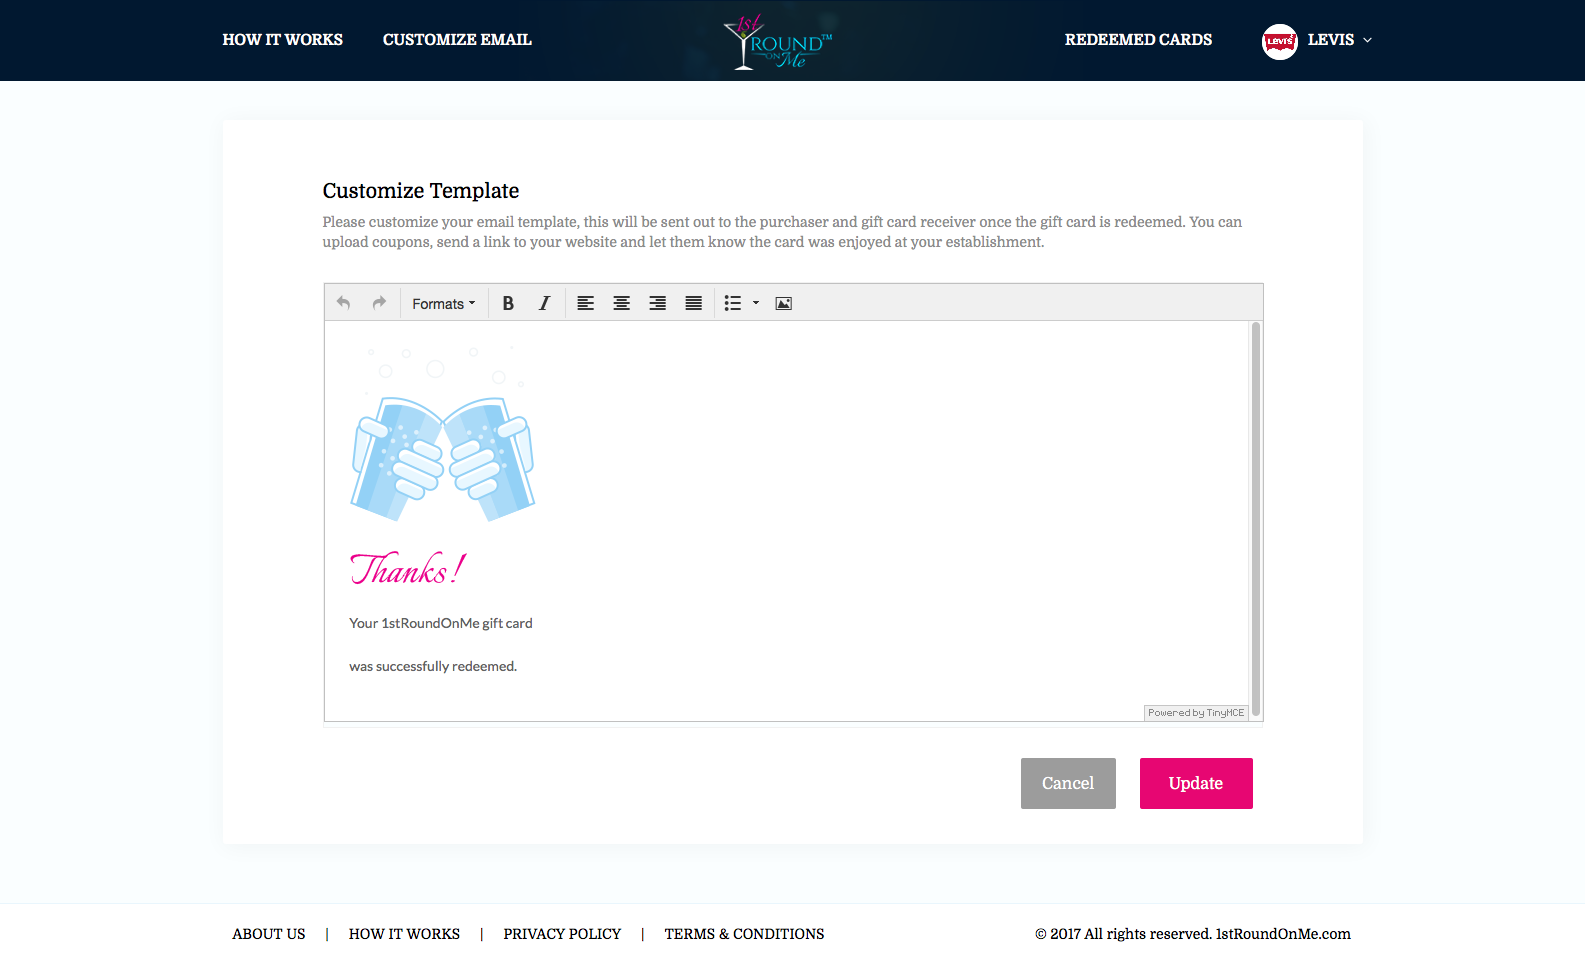 HOW IT WORKS
CUSTOMIZE EMAIL
1st
ROUND™
ON Me
REDEEMED CARDS
LEVI'S
LEVIS
Customize Template
Please customize your email template, this will be sent out to the purchaser and gift card receiver once the gift card is redeemed. You can
upload coupons, send a link to your website and let them know the card was enjoyed at your establishment.
Formats
B
I
Thanks!
Your 1stRoundOnMe gift card
was successfully redeemed.
Powered by TinyMCE
Cancel
Update
ABOUT US | HOW IT WORKS | PRIVACY POLICY | TERMS & CONDITIONS
© 2017 All rights reserved. 1stRoundOnMe.com